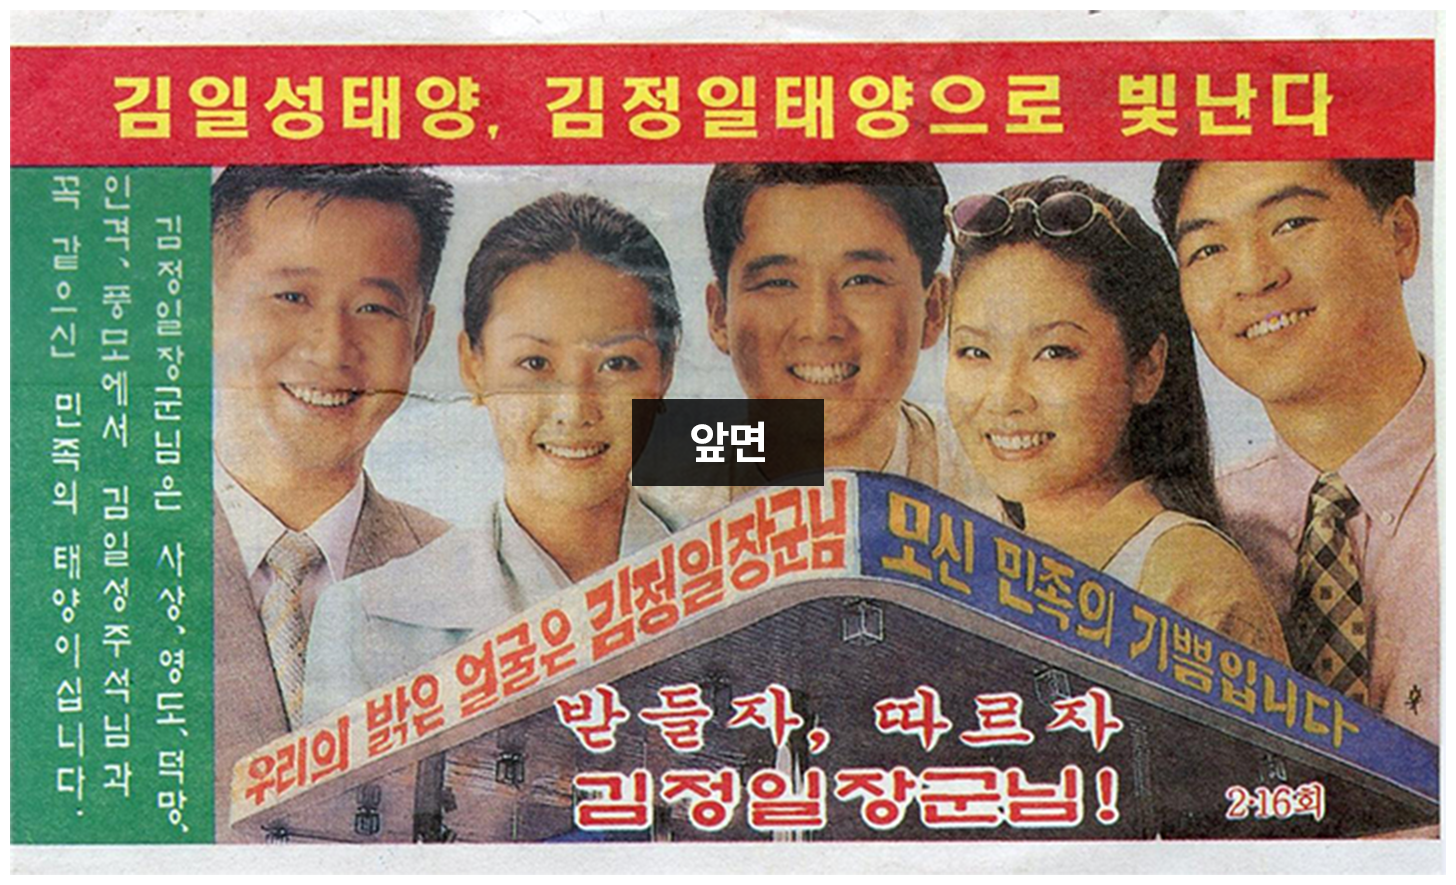 김일성태양, 김정일태양으로 빛난다
김정일장군님은 사상, 영도, 덕망,
인격, 풍모에서 김일성주석님과
꼭 같으신 민족의 태양이십니다.
앞면
우리의 밝은 얼굴은 김정일장군님
모신 민족의 기쁨입니다
받들자, 따르자
김정일장군님!
2·16회